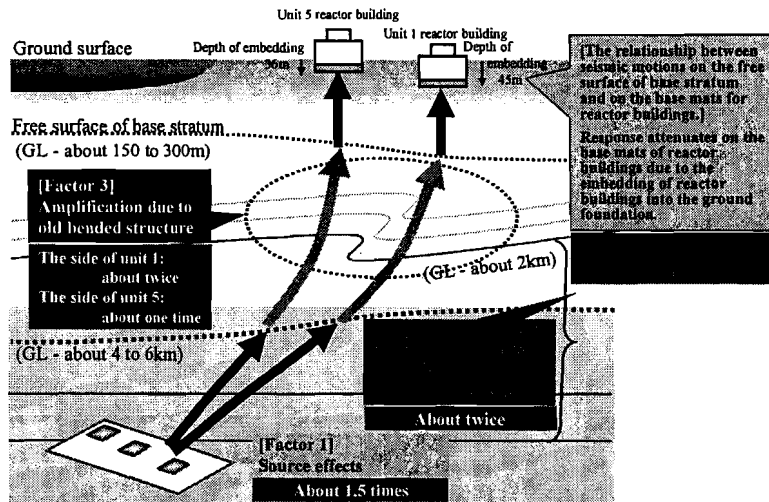 Unit 5 reactor building
Unit 1 reactor building
Ground surface
Depth of embedding
36m
Depth of
embedding
45m
[The relationship between
seismic motions on the free
surface of base stratum
and on the base mats for
reactor buildings.]
Response attenuates on the
base mats of reactor
buildings due to the
embedding of reactor
buildings into the ground
foundation.
Free surface of base stratum
(GL - about 150 to 300m)
[Factor 3]
Amplification due to
old bended structure
The side of unit 1:
about twice
The side of unit 5:
about one time
(GL - about 2km)
(GL - about 4 to 6km)
About twice
[Factor 1]
Source effects
About 1.5 times